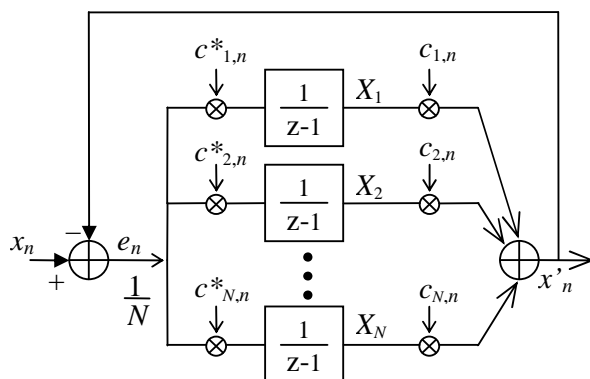 c*1,n
1
z-1
X1
c1,n
c*2,n
1
z-1
X2
c2,n
xn
+
−
en
1
N
c*N,n
1
z-1
XN
cN,n
x'n